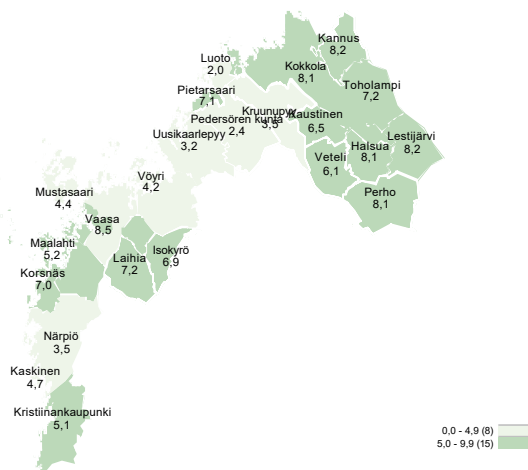 Kannus
8,2
Luoto
2,0
Kokkola
8,1
Pietarsaari
7,1
Toholampi
7,2
Kruunupyy
3,5
Kaustinen
6,5
Pedersören kunta
2,4
Uusikaarlepyy
3,2
Lestijärvi
8,2
Halsua
8,1
Veteli
6,1
Vöyri
4,2
Perho
8,1
Mustasaari
4,4
Vaasa
8,5
Maalahti
5,2
Isokyrö
6,9
Laihia
7,2
Korsnäs
7,0
Närpiö
3,5
Kaskinen
4,7
Kristiinankaupunki
5,1
0,0 - 4,9 (8)
5,0 - 9,9 (15)